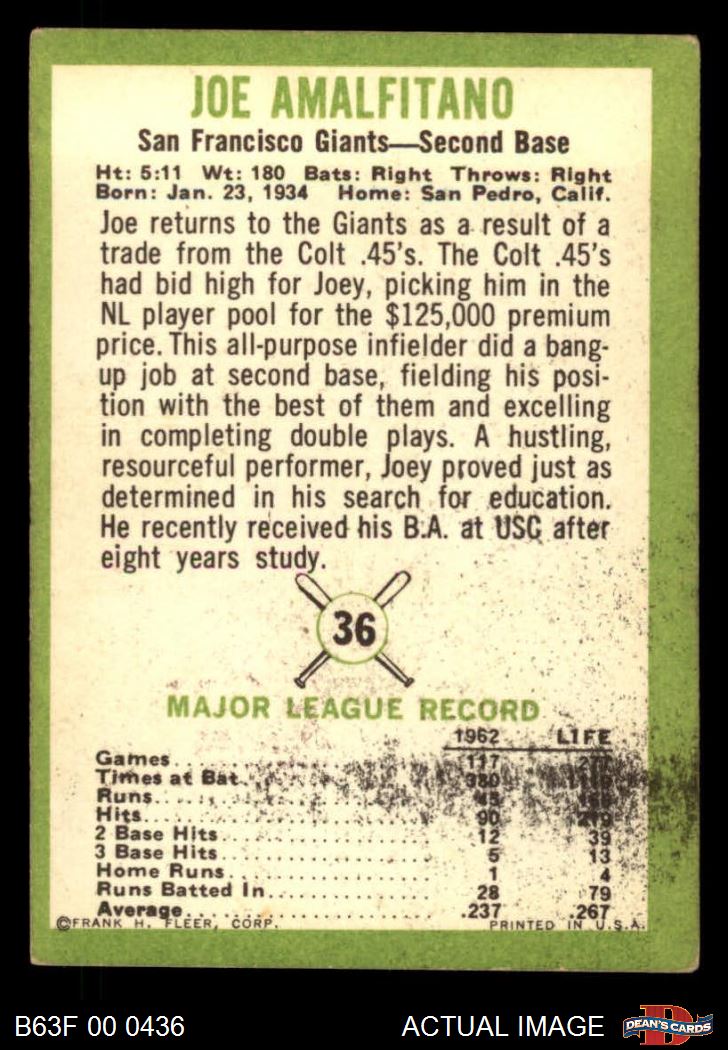 JOE AMALFITANO
San Francisco Giants—Second Base
Ht: 5:11 Wt: 180 Bats: Right Throws: Right
Born: Jan. 23, 1934 Home: San Pedro, Calif.
Joe returns to the Giants as a result of a
trade from the Colt .45's. The Colt .45's
had bid high for Joey, picking him in the
NL player pool for the $125,000 premium
price. This all-purpose infielder did a bang-
up job at second base, fielding his posi-
tion with the best of them and excelling
in completing double plays. A hustling,
resourceful performer, Joey proved just as
determined in his search for education.
He recently received his B.A. at USC after
eight years study.
36
MAJOR LEAGUE RECORD
1962 LIFE
Games 117
Times at Bat 380
Runs
Hits 90
2 Base Hits 12 39
3 Base Hits 5 13
Home Runs 1 4
Runs Batted In 28 79
Average .237 .267
©FRANK H. FLEER, CORP. PRINTED IN U.S.A.
B63F 00 0436 ACTUAL IMAGE D DEAN'S CARDS